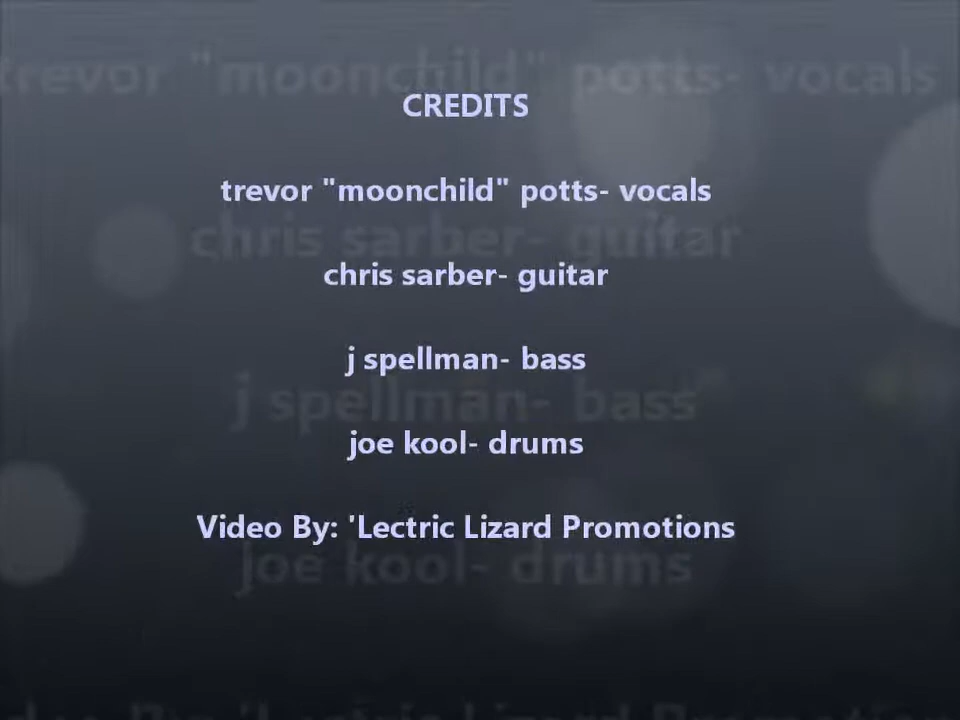 CREDITS
trevor "moonchild" potts- vocals
chris sarber- guitar
j spellman- bass
joe kool- drums
Video By: 'Lectric Lizard Promotions